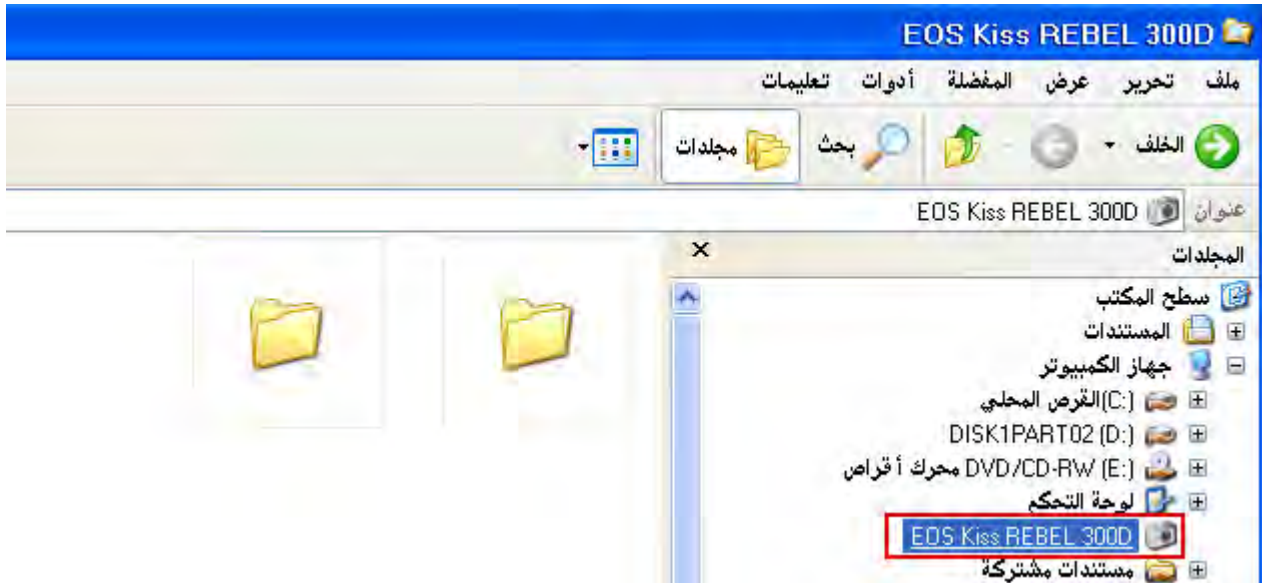 EOS Kiss REBEL 300D
ملف تحرير عرض المفضلة أدوات تعليمات
الخلف بحث مجلدات
عنوان EOS Kiss REBEL 300D
المجلدات
سطح المكتب
المستندات
جهاز الكمبيوتر
القرص المحلي(C:)
DISK1PART02 (D:)
محرك أقراص DVD/CD-RW (E:)
لوحة التحكم
EOS Kiss REBEL 300D
مستندات مشتركة